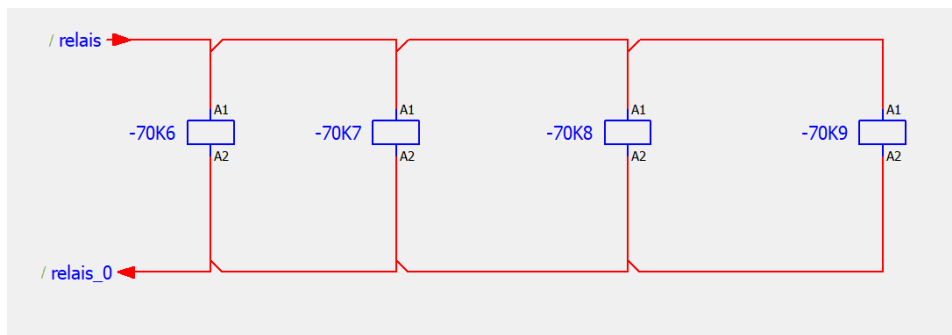 / relais
A1 A1 A1 A1
-70K6 -70K7 -70K8 -70K9
A2 A2 A2 A2
/ relais_0